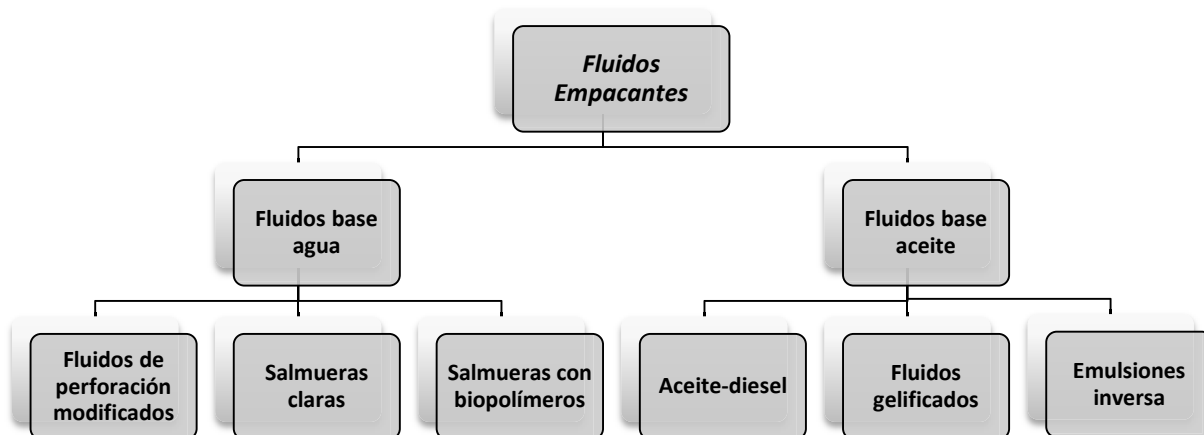 Fluidos
Empacantes
Fluidos base
agua
Fluidos base
aceite
Fluidos de
perforación
modificados
Salmueras
claras
Salmueras con
biopolímeros
Aceite-diesel
Fluidos
gelificados
Emulsiones
inversa